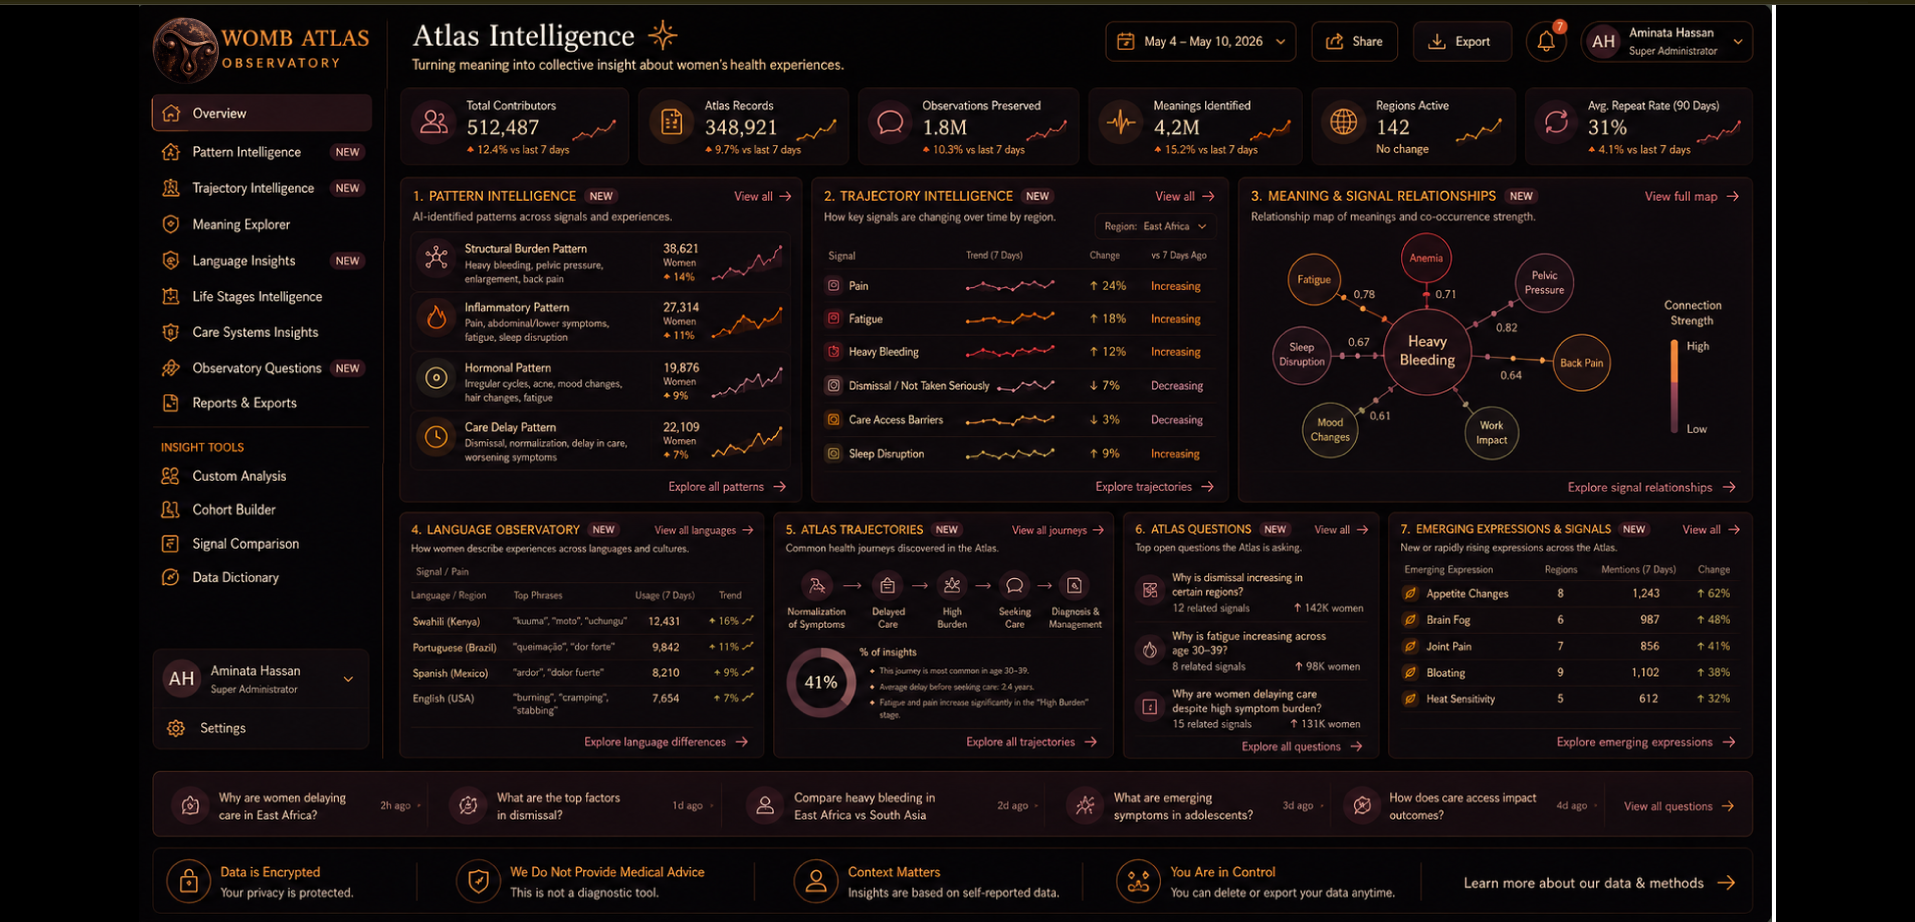 WOMB ATLAS
OBSERVATORY
Atlas Intelligence
Turning meaning into collective insight about women's health experiences.
May 4 – May 10, 2026
Share
Export
7
AH
Aminata Hassan
Super Administrator
Overview
Pattern Intelligence NEW
Trajectory Intelligence NEW
Meaning Explorer
Language Insights NEW
Life Stages Intelligence
Care Systems Insights
Observatory Questions NEW
Reports & Exports
INSIGHT TOOLS
Custom Analysis
Cohort Builder
Signal Comparison
Data Dictionary
AH
Aminata Hassan
Super Administrator
Settings
Total Contributors
512,487
12.4% vs last 7 days
Atlas Records
348,921
9.7% vs last 7 days
Observations Preserved
1.8M
10.3% vs last 7 days
Meanings Identified
4,2M
15.2% vs last 7 days
Regions Active
142
No change
Avg. Repeat Rate (90 Days)
31%
4.1% vs last 7 days
1. PATTERN INTELLIGENCE NEW View all →
AI-identified patterns across signals and experiences.
Structural Burden Pattern
Heavy bleeding, pelvic pressure,
enlargement, back pain
38,621
Women
14%
Inflammatory Pattern
Pain, abdominal/lower symptoms,
fatigue, sleep disruption
27,314
Women
11%
Hormonal Pattern
Irregular cycles, acne, mood changes,
hair changes, fatigue
19,876
Women
9%
Care Delay Pattern
Dismissal, normalization, delay in care,
worsening symptoms
22,109
Women
7%
Explore all patterns →
2. TRAJECTORY INTELLIGENCE NEW View all →
How key signals are changing over time by region.
Region: East Africa
Signal Trend (7 Days) Change vs 7 Days Ago
Pain ↑ 24% Increasing
Fatigue ↑ 18% Increasing
Heavy Bleeding ↑ 12% Increasing
Dismissal / Not Taken Seriously ↓ 7% Decreasing
Care Access Barriers ↓ 3% Decreasing
Sleep Disruption ↑ 9% Increasing
Explore trajectories →
3. MEANING & SIGNAL RELATIONSHIPS NEW View full map →
Relationship map of meanings and co-occurrence strength.
Anemia
Fatigue
Pelvic
Pressure
0,78
0,71
0.82
Sleep
Disruption
0.67
Heavy
Bleeding
Back Pain
0.64
Mood
Changes
0,61
Work
Impact
Connection
Strength
High
Low
Explore signal relationships →
4. LANGUAGE OBSERVATORY NEW View all languages →
How women describe experiences across languages and cultures.
Signal / Pain
Language / Region Top Phrases Usage (7 Days) Trend
Swahili (Kenya) "kuuma", "moto", "uchungu" 12,431 16%
Portuguese (Brazil) "queimação", "dor forte" 9,842 11%
Spanish (Mexico) "ardor", "dolor fuerte" 8,210 9%
English (USA) "burning", "cramping",
"stabbing" 7,654 7%
Explore language differences →
5. ATLAS TRAJECTORIES NEW View all journeys →
Common health journeys discovered in the Atlas.
Normalization
of Symptoms
Delayed
Care
High
Burden
Seeking
Care
Diagnosis &
Management
41%
% of insights
This journey is most common in age 30–39.
Average delay before seeking care: 2.4 years.
Fatigue and pain increase significantly in the "High Burden"
stage.
Explore all trajectories →
6. ATLAS QUESTIONS NEW View all →
Top open questions the Atlas is asking.
Why is dismissal increasing in
certain regions?
12 related signals ↑ 142K women
Why is fatigue increasing across
age 30–39?
8 related signals ↑ 98K women
Why are women delaying care
despite high symptom burden?
15 related signals ↑ 131K women
Explore all questions →
7. EMERGING EXPRESSIONS & SIGNALS NEW View all →
New or rapidly rising expressions across the Atlas.
Emerging Expression Regions Mentions (7 Days) Change
Appetite Changes 8 1,243 ↑ 62%
Brain Fog 6 987 ↑ 48%
Joint Pain 7 856 ↑ 41%
Bloating 9 1,102 ↑ 38%
Heat Sensitivity 5 612 ↑ 32%
Explore emerging expressions →
Why are women delaying
care in East Africa?
2h ago
What are the top factors
in dismissal?
1d ago
Compare heavy bleeding in
East Africa vs South Asia
2d ago
What are emerging
symptoms in adolescents?
3d ago
How does care access impact
outcomes?
4d ago
View all questions →
Data is Encrypted
Your privacy is protected.
We Do Not Provide Medical Advice
This is not a diagnostic tool.
Context Matters
Insights are based on self-reported data.
You Are in Control
You can delete or export your data anytime.
Learn more about our data & methods →